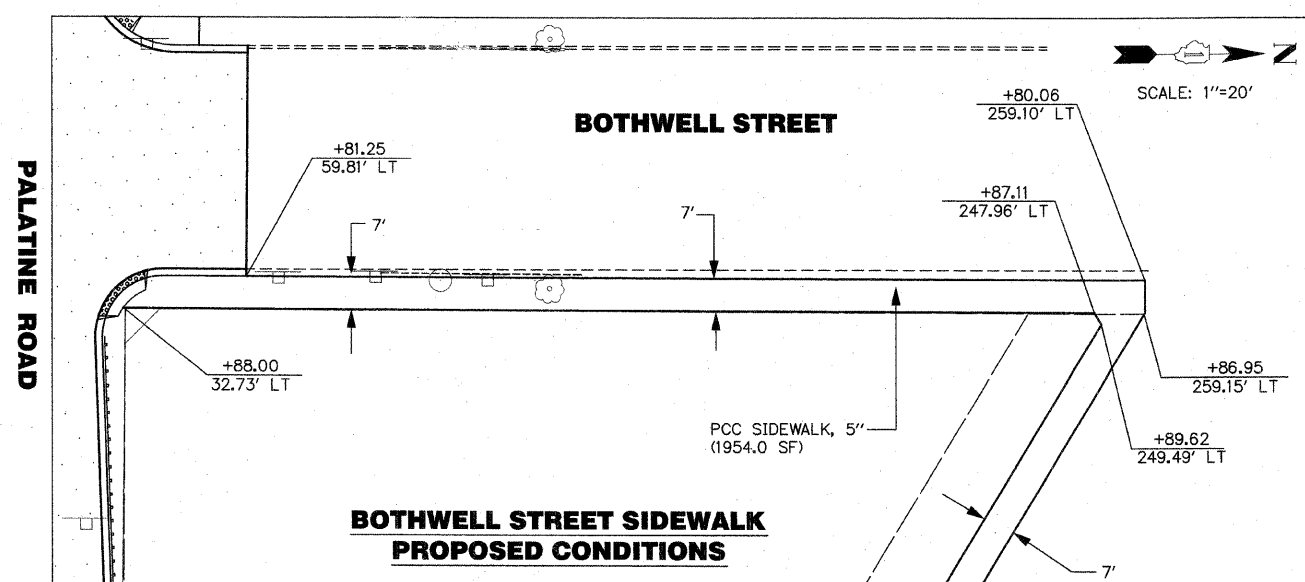 BOTHWELL STREET
N
SCALE: 1"=20'
+80.06
259.10' LT
+81.25
59.81' LT
+87.11
247.96' LT
7'
7'
PALATINE ROAD
+88.00
32.73' LT
+86.95
259.15' LT
PCC SIDEWALK, 5"
(1954.0 SF)
+89.62
249.49' LT
BOTHWELL STREET SIDEWALK
PROPOSED CONDITIONS
7'